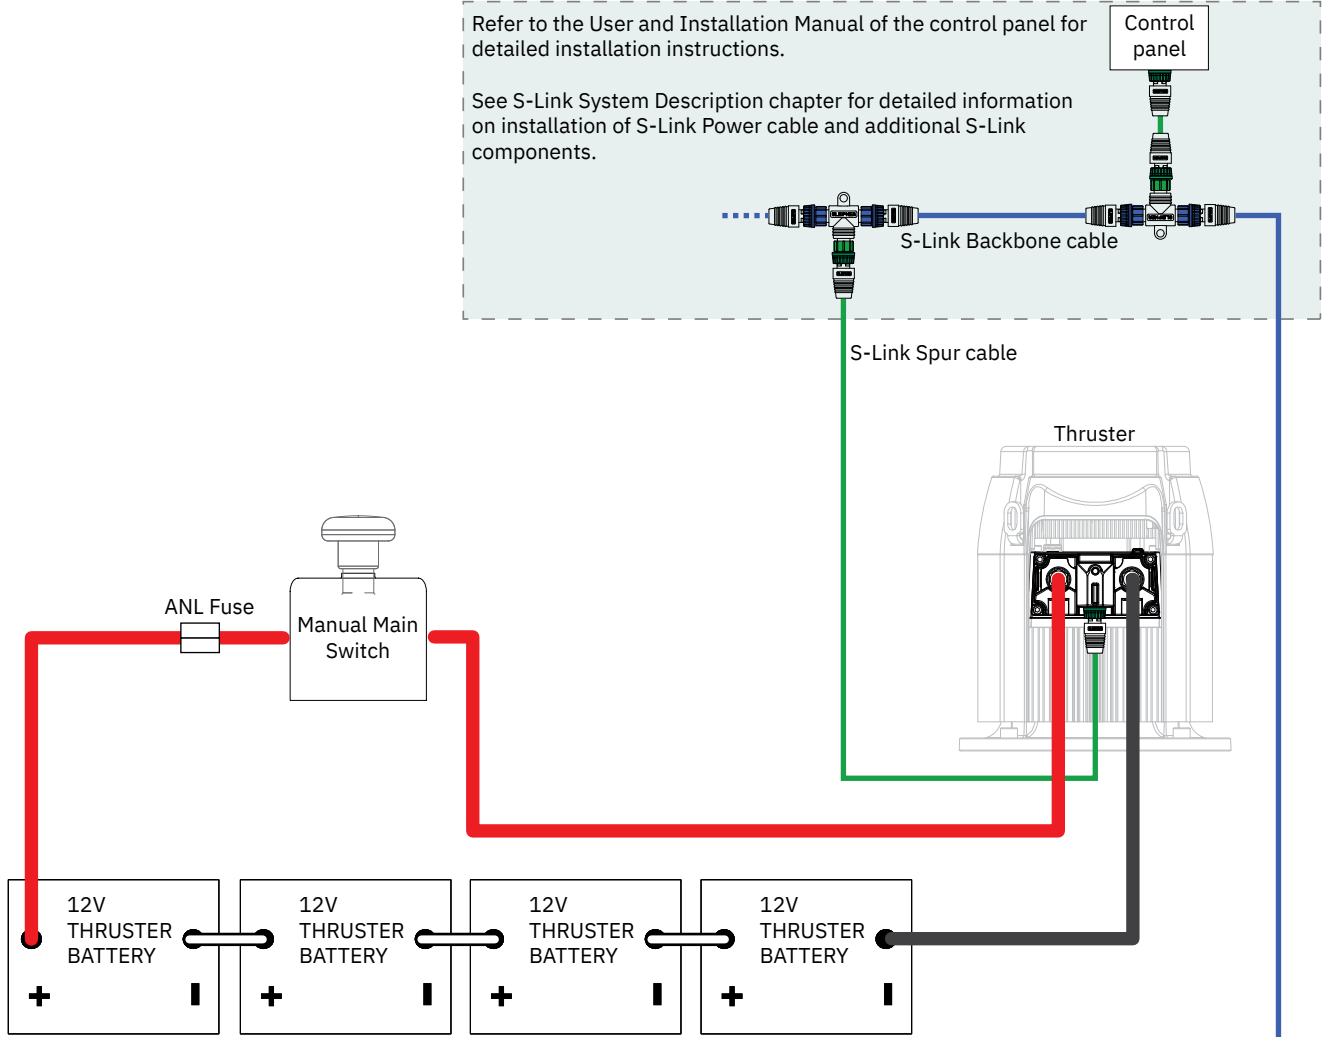 Refer to the User and Installation Manual of the control panel for
detailed installation instructions.
See S-Link System Description chapter for detailed information
on installation of S-Link Power cable and additional S-Link
components.
Control
panel
S-Link Backbone cable
S-Link Spur cable
Thruster
ANL Fuse
Manual Main
Switch
12V
THRUSTER
BATTERY
+ -
12V
THRUSTER
BATTERY
+ -
12V
THRUSTER
BATTERY
+ -
12V
THRUSTER
BATTERY
+ -